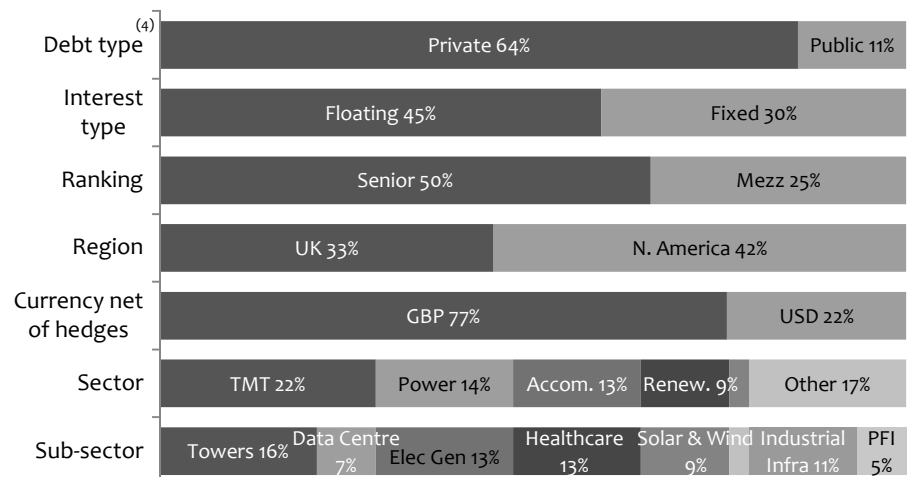 (4)
Debt type
Private 64%
Public 11%
Interest
type
Floating 45%
Fixed 30%
Ranking
Senior 50%
Mezz 25%
Region
UK 33%
N. America 42%
Currency net
of hedges
GBP 77%
USD 22%
Sector
TMT 22%
Power 14%
Accom. 13%
Renew. 9%
Other 17%
Sub-sector
Towers 16%
Data Centre
7%
Elec Gen 13%
Healthcare
13%
Solar & Wind
9%
Industrial
Infra 11%
PFI
5%